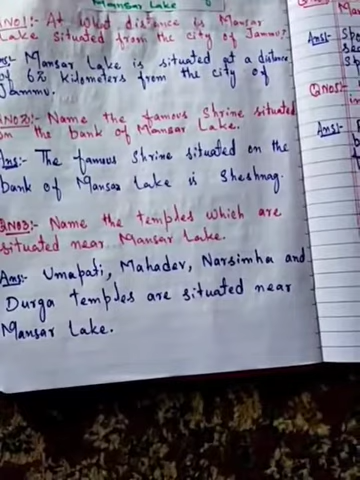 Mansar Lake
QNO1:- At what distance is Mansar
Lake situated from the city of Jammu?
Ans:- Mansar Lake is situated at a distance
of 62 kilometers from the city of
Jammu.
QNO2:- Name the famous Shrine situated
on the bank of Mansar Lake.
Ans:- The famous Shrine situated on the
bank of Mansar Lake is Sheshnag.
QNO3:- Name the temples which are
situated near Mansar Lake.
Ans:- Umapati, Mahadev, Narsimha and
Durga temples are situated near
Mansar Lake.
Ans:- Spo
QNO5:-
Ans:-